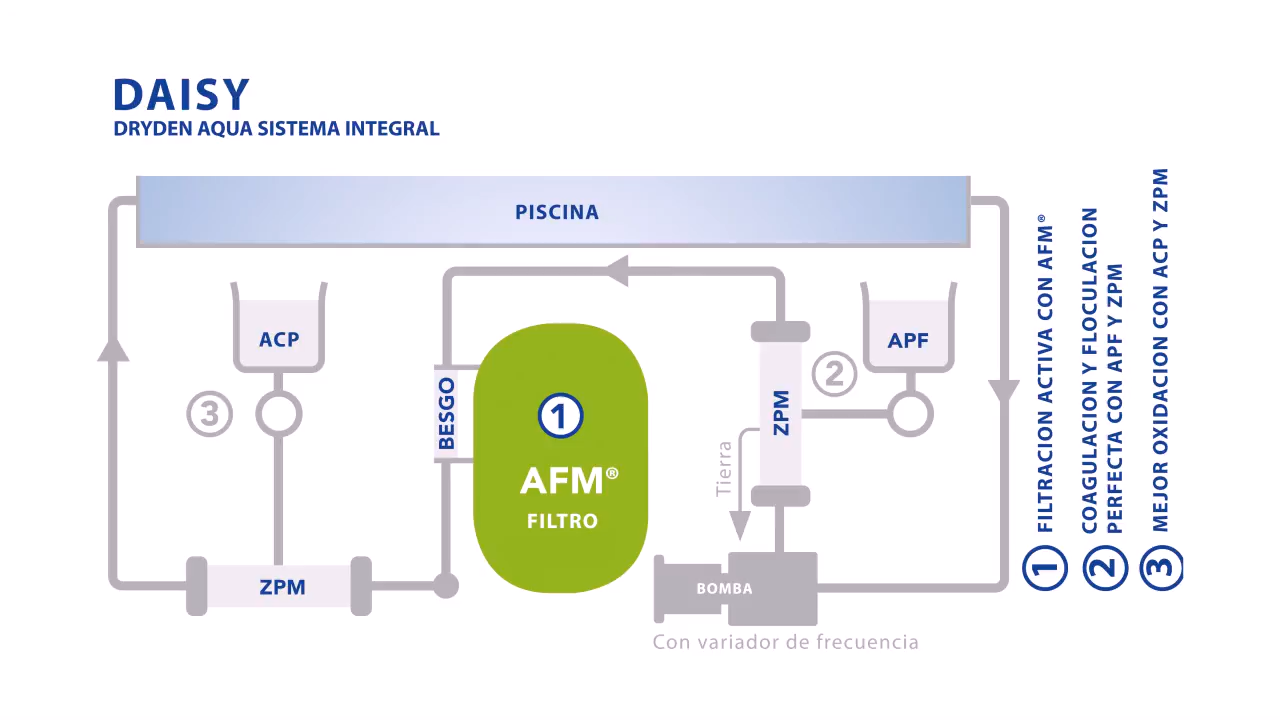 DAISY
DRYDEN AQUA SISTEMA INTEGRAL
PISCINA
ACP
3
ZPM
BESGO
1
AFM®
FILTRO
ZPM
2
APF
Tierra
BOMBA
Con variador de frecuencia
1 FILTRACION ACTIVA CON AFM®
2 COAGULACION Y FLOCULACION
PERFECTA CON APF Y ZPM
3 MEJOR OXIDACION CON ACP Y ZPM